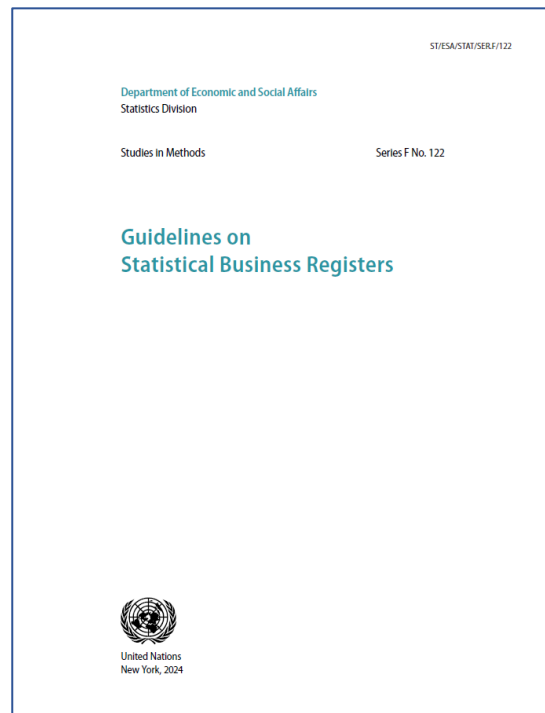 ST/ESA/STAT/SER.F/122
Department of Economic and Social Affairs
Statistics Division
Studies in Methods Series F No. 122
Guidelines on
Statistical Business Registers
United Nations
New York, 2024